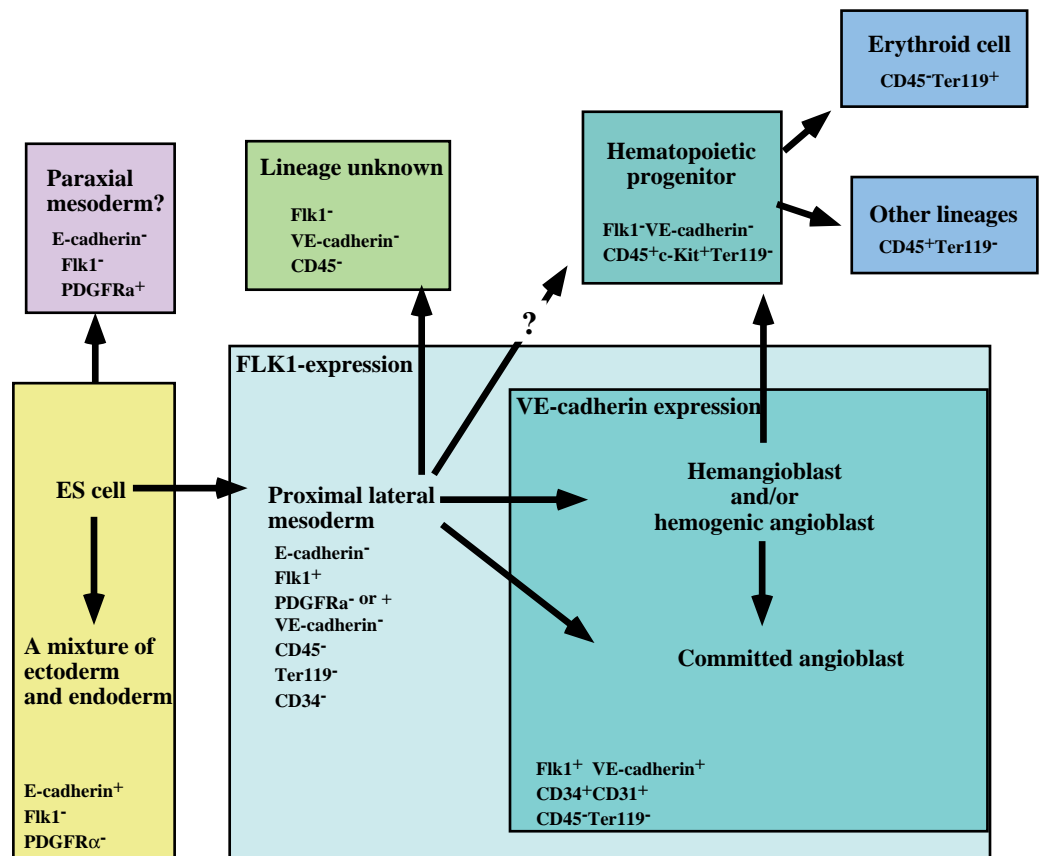 Erythroid cell
CD45-Ter119+
Hematopoietic
progenitor
Flk1-VE-cadherin-
CD45+c-Kit+Ter119-
Other lineages
CD45+Ter119-
Paraxial
mesoderm?
E-cadherin-
Flk1-
PDGFRa+
Lineage unknown
Flk1-
VE-cadherin-
CD45-
?
FLK1-expression
VE-cadherin expression
ES cell
Proximal lateral
mesoderm
E-cadherin-
Flk1+
PDGFRa- or +
VE-cadherin-
CD45-
Ter119-
CD34-
Hemangioblast
and/or
hemogenic angioblast
Committed angioblast
A mixture of
ectoderm
and endoderm
E-cadherin+
Flk1-
PDGFRα-
Flk1+ VE-cadherin+
CD34+CD31+
CD45-Ter119-